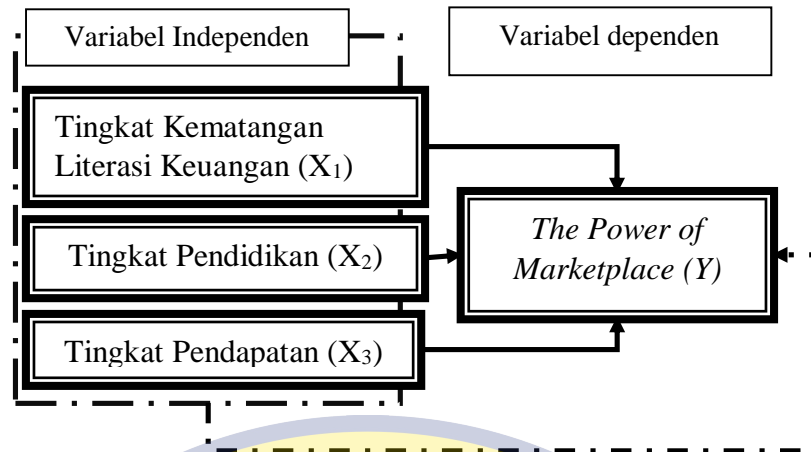 Variabel Independen
Variabel dependen
Tingkat Kematangan
Literasi Keuangan (X₁)
Tingkat Pendidikan (X₂)
Tingkat Pendapatan (X₃)
The Power of
Marketplace (Y)